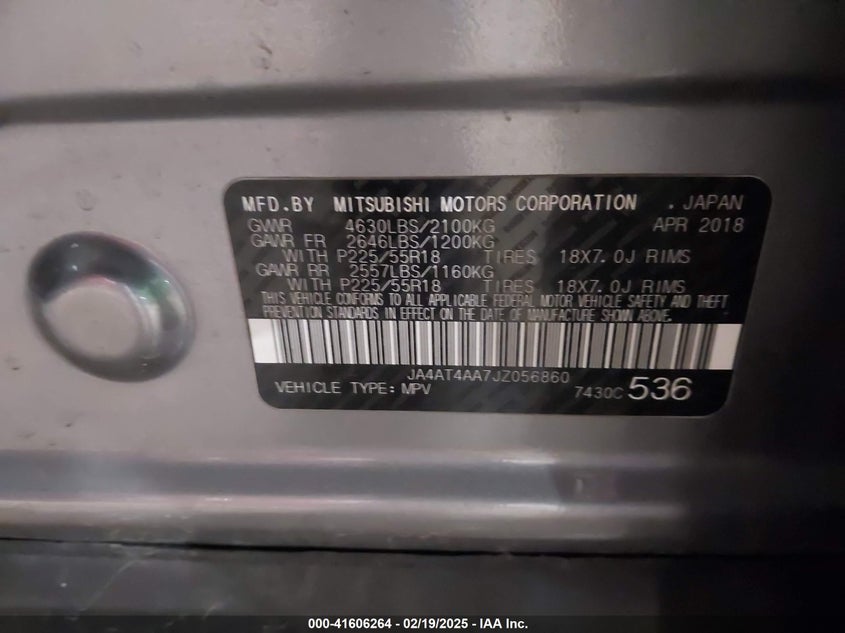 MFD.BY MITSUBISHI MOTORS CORPORATION .JAPAN
GVWR 4630LBS/2100KG APR 2018
GAWR FR 2646LBS/1200KG
WITH P225/55R18 TIRES 18X7.0J RIMS
GAWR RR 2557LBS/1160KG
WITH P225/55R18 TIRES 18X7.0J RIMS
THIS VEHICLE CONFORMS TO ALL APPLICABLE FEDERAL MOTOR VEHICLE SAFETY AND THEFT
PREVENTION STANDARDS IN EFFECT ON THE DATE OF MANUFACTURE SHOWN ABOVE.
JA4AT4AA7JZ056860
VEHICLE TYPE: MPV 7430C 536
000-41606264 - 02/19/2025 - IAA Inc.